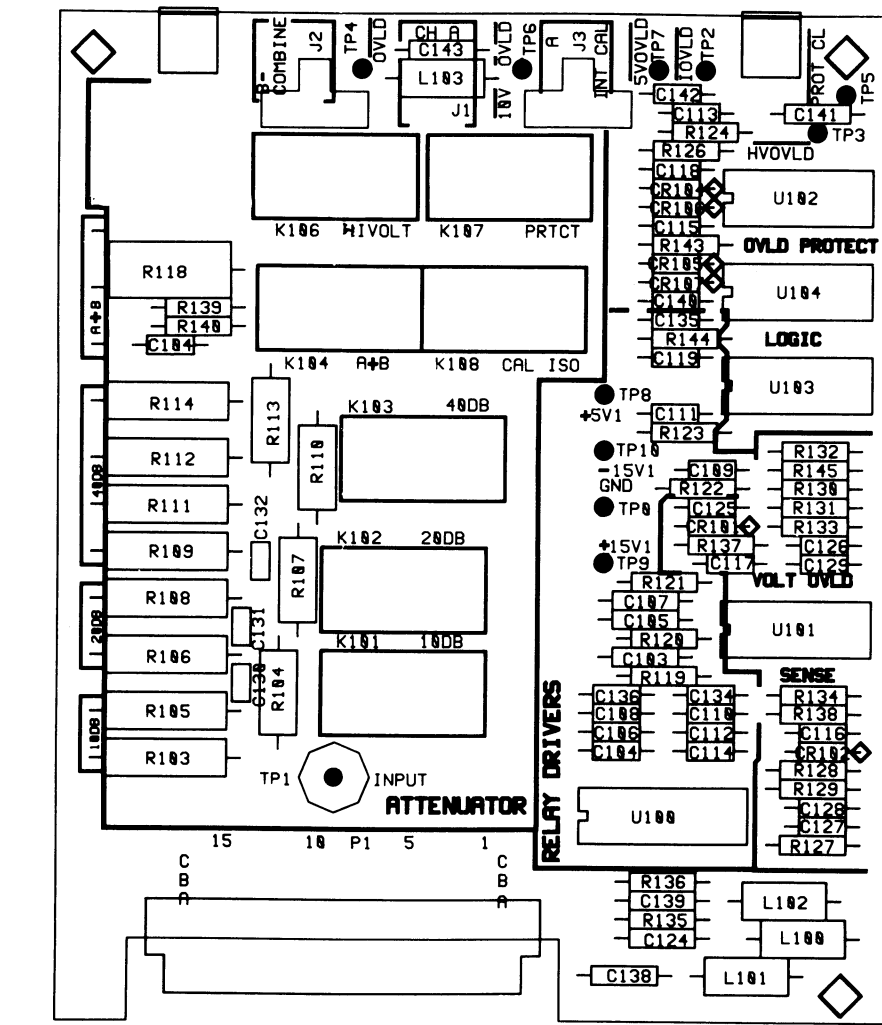 B- COMBINE
J2
TP4
OVLD
CH A
C143
L103
J1
OVLD
10V
TP6
A
J3
INT CAL
5VOVLD
TP7
IOVLD
TP2
PROT CL
TP5
C142
C113
C141
R124
TP3
R126
HVOVLD
C118
CR104
U102
CR106
C115
K106
HIVOLT
K107
PRTCT
R143
OVLD PROTECT
CR105
R118
CR107
U104
C140
A+B
R139
R140
C135
C104
R144
LOGIC
C119
K104
A+B
K108
CAL ISO
U103
TP8
+5V1
R114
R113
K103
40DB
C111
R123
R110
TP10
R132
R112
-15V1
C109
R145
40DB
GND
R122
R130
R111
C132
TP0
C125
R131
CR101
R133
K102
20DB
+15V1
R137
C126
R109
R107
TP9
C117
C129
R121
VOLT OVLD
R108
C107
C105
20DB
C131
U101
R120
K101
10DB
R106
C103
C130
R104
R119
SENSE
C136
C134
R134
R105
C108
C110
R138
C106
C112
C116
10DB
C104
C114
CR102
R103
R128
TP1
INPUT
R129
ATTENUATOR
RELAY DRIVERS
U100
C128
C127
R127
15
10
P1
5
1
C
B
A
C
B
A
R136
C139
L102
R135
C124
L100
C138
L101